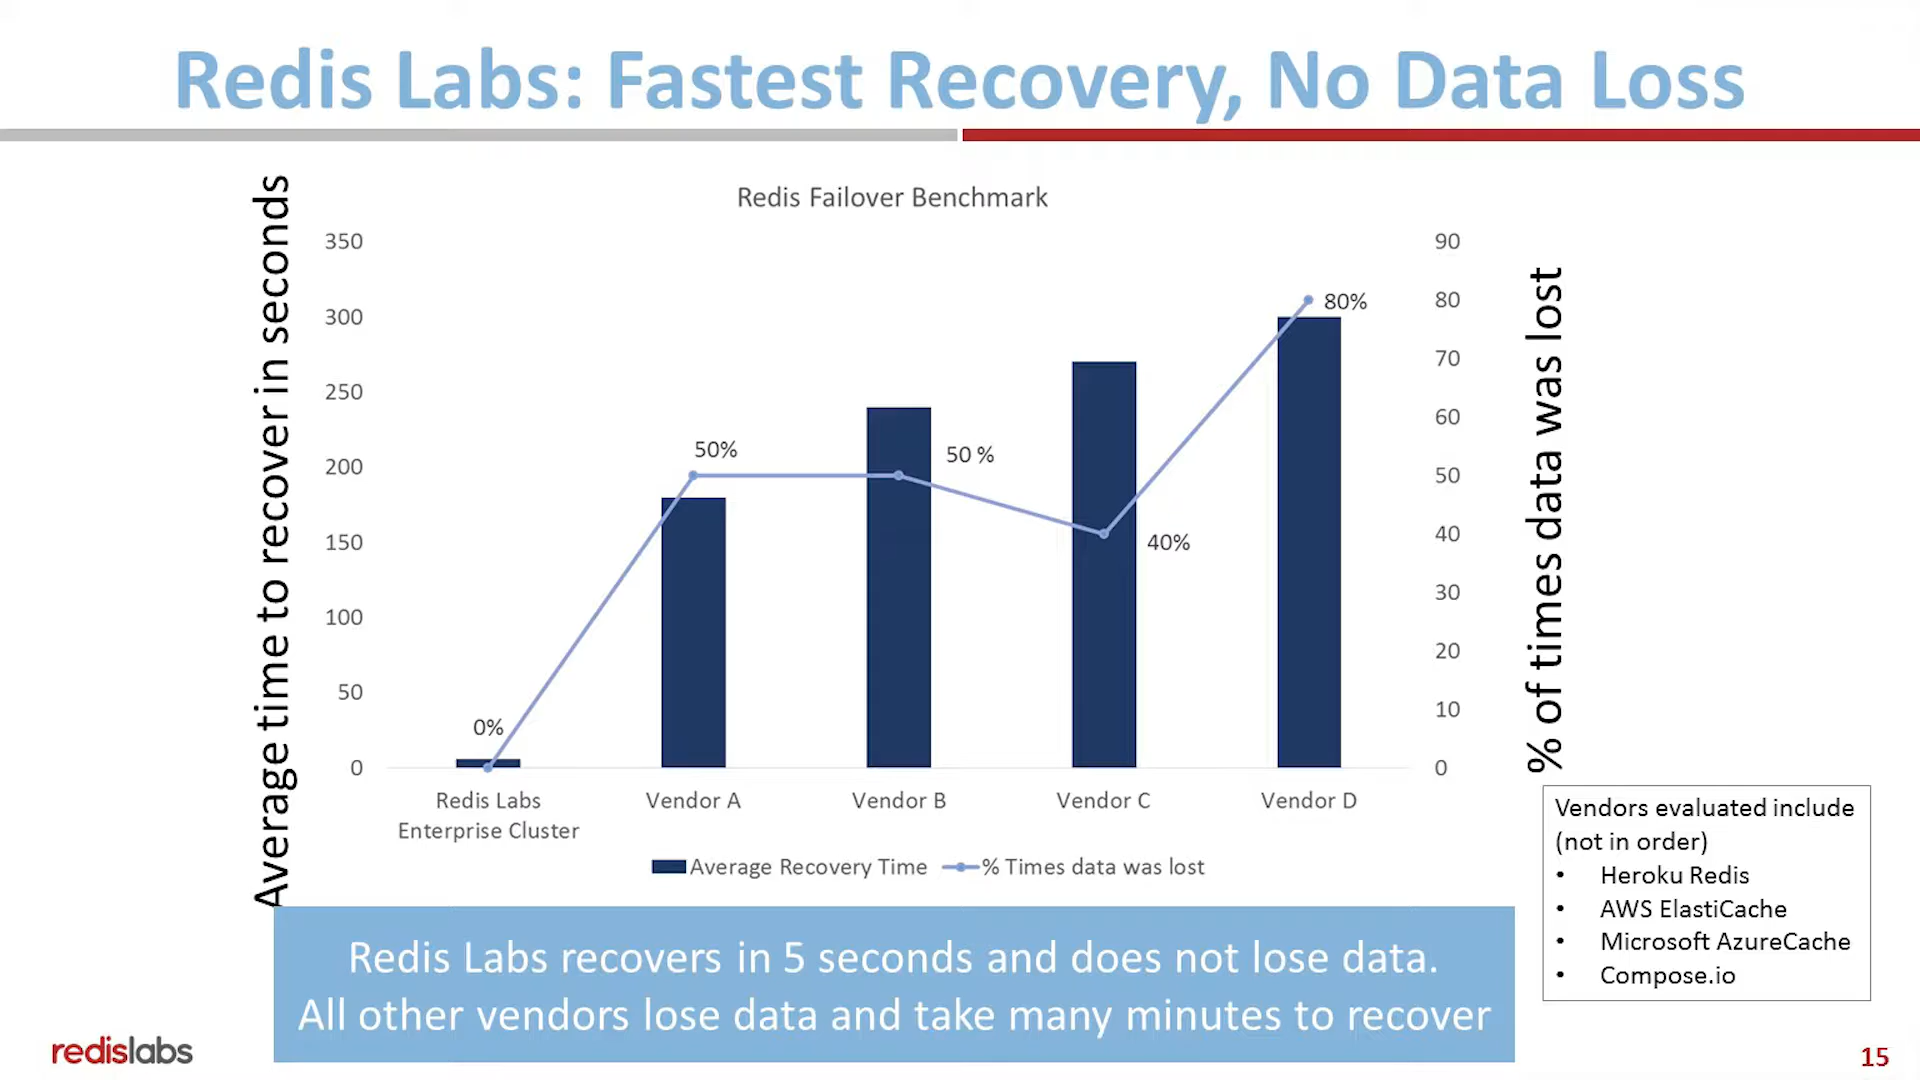 Redis Labs: Fastest Recovery, No Data Loss
Redis Failover Benchmark
Average time to recover in seconds
350
300
250
200
150
100
50
0
0%
50%
50 %
40%
80%
90
80
70
60
50
40
30
20
10
0
% of times data was lost
Redis Labs
Enterprise Cluster
Vendor A
Vendor B
Vendor C
Vendor D
Average Recovery Time
% Times data was lost
Vendors evaluated include
(not in order)
• Heroku Redis
• AWS ElastiCache
• Microsoft AzureCache
• Compose.io
Redis Labs recovers in 5 seconds and does not lose data.
All other vendors lose data and take many minutes to recover
redislabs
15